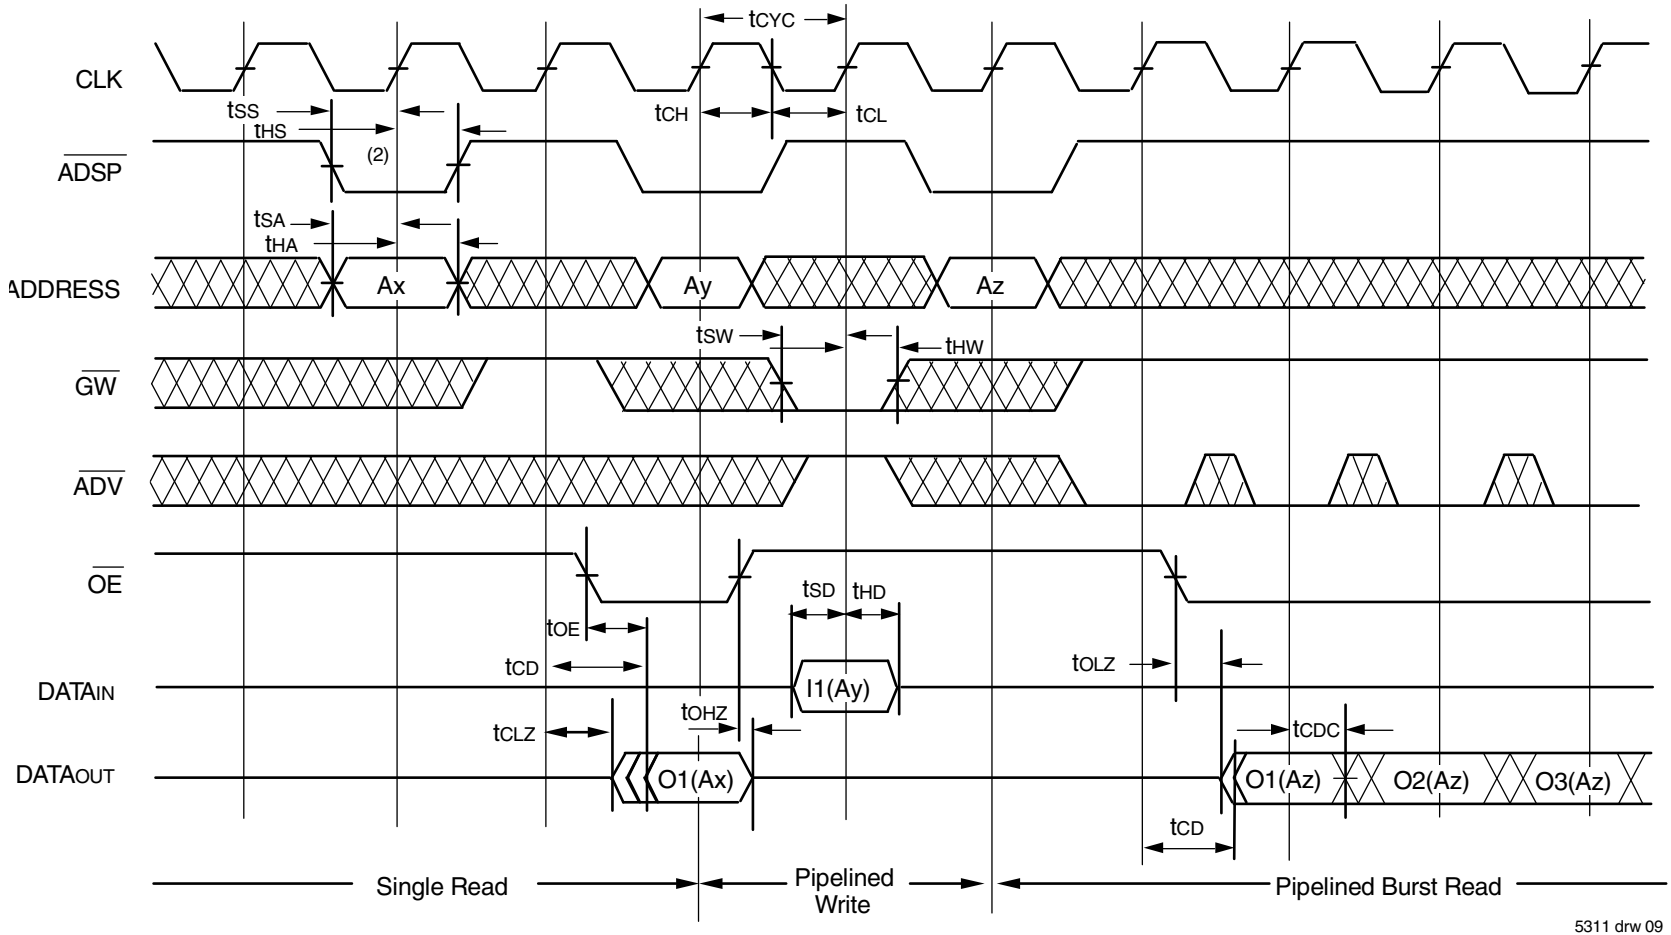 tCYC
CLK
tSS
tCH
tCL
tHS
(2)
ADSP
tSA
tHA
ADDRESS
Ax
Ay
Az
tSW
tHW
GW
ADV
OE
tSD
tHD
tOE
tCD
tOLZ
DATAIN
I1(Ay)
tOHZ
tCLZ
tCDC
DATAOUT
O1(Ax)
O1(Az)
O2(Az)
O3(Az)
tCD
Single Read
Pipelined
Write
Pipelined Burst Read
5311 drw 09